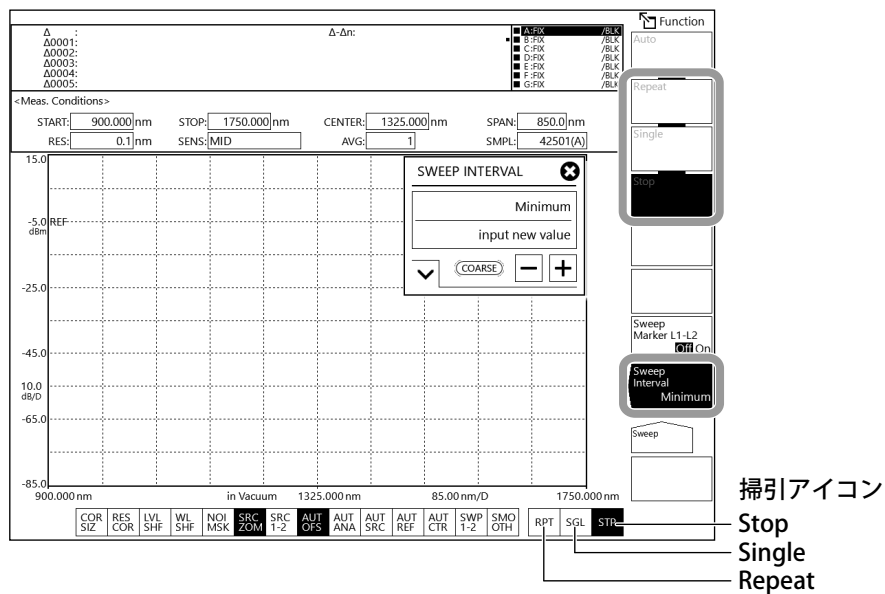 Function
Δ :
Δ0001:
Δ0002:
Δ0003:
Δ0004:
Δ0005:
Δ-Δn:
A:FIX /BLK
B:FIX /BLK
C:FIX /BLK
D:FIX /BLK
E:FIX /BLK
F:FIX /BLK
G:FIX /BLK
<Meas. Conditions>
START: 900.000 nm STOP: 1750.000 nm CENTER: 1325.000 nm SPAN: 850.0 nm
RES: 0.1 nm SENS: MID AVG: 1 SMPL: 42501(A)
15.0
-5.0 REF
dBm
-25.0
-45.0
10.0
dB/D
-65.0
-85.0
900.000 nm in Vacuum 1325.000 nm 85.00 nm/D 1750.000 nm
SWEEP INTERVAL
Minimum
input new value
COARSE
Auto
Repeat
Single
Stop
Sweep
Marker L1-L2
Off On
Sweep
Interval
Minimum
Sweep
COR SIZ
RES COR
LVL SHF
WL SHF
NOI MSK
SRC ZOM
SRC 1-2
AUT OFS
AUT ANA
AUT SRC
AUT REF
AUT CTR
SWP 1-2
SMO OTH
RPT SGL STP
掃引アイコン
Stop
Single
Repeat